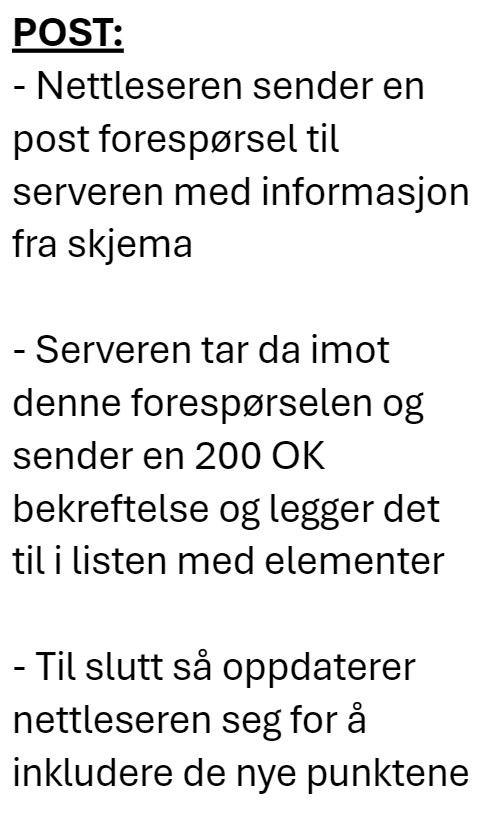 POST:
- Nettleseren sender en
post forespørsel til
serveren med informasjon
fra skjema
- Serveren tar da imot
denne forespørselen og
sender en 200 OK
bekreftelse og legger det
til i listen med elementer
- Til slutt så oppdaterer
nettleseren seg for å
inkludere de nye punktene